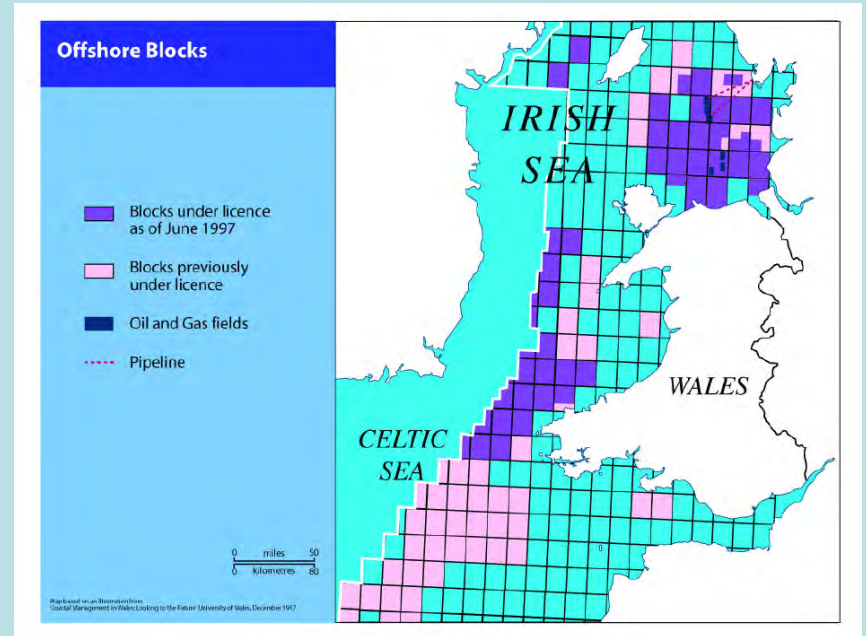 Offshore Blocks
Blocks under licence
as of June 1997
Blocks previously
under licence
Oil and Gas fields
Pipeline
0 miles 50
0 kilometres 80
Map based on an illustration from
'Coastal Management in Wales: Looking to the Future' University of Wales, December 1997
IRISH
SEA
WALES
CELTIC
SEA